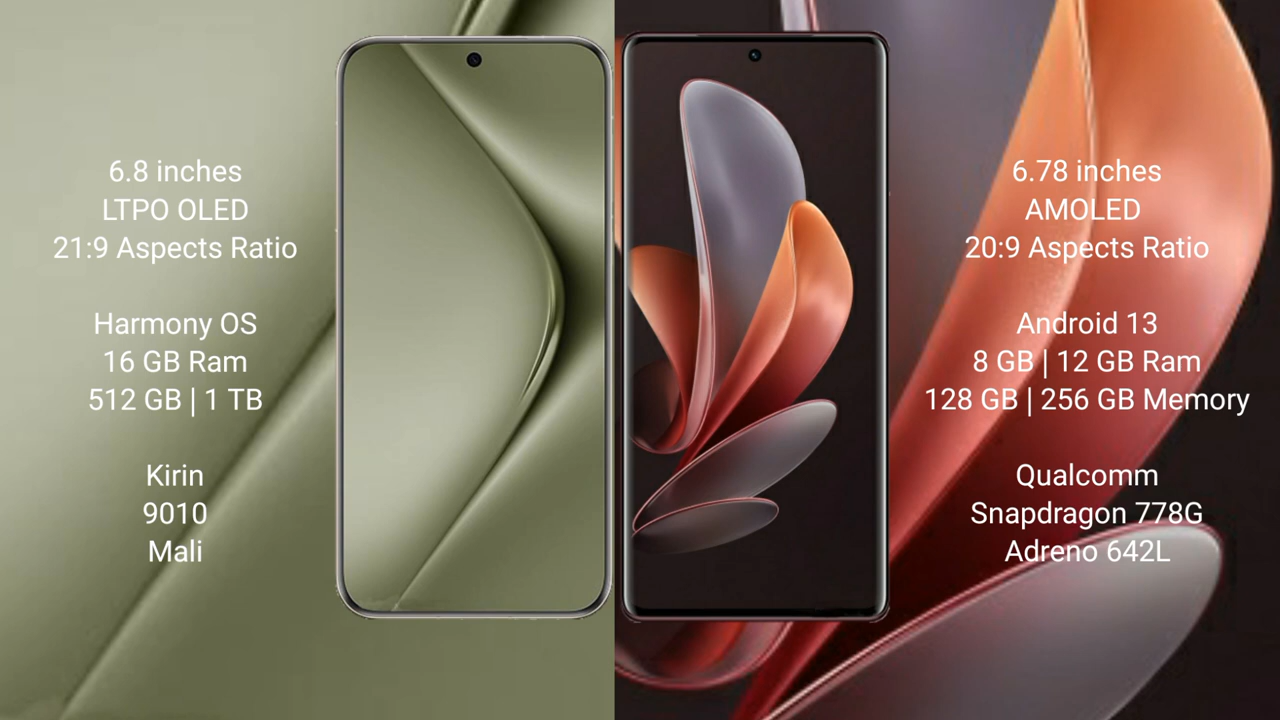 6.8 inches
LTPO OLED
21:9 Aspects Ratio
Harmony OS
16 GB Ram
512 GB | 1 TB
Kirin
9010
Mali
6.78 inches
AMOLED
20:9 Aspects Ratio
Android 13
8 GB | 12 GB Ram
128 GB | 256 GB Memory
Qualcomm
Snapdragon 778G
Adreno 642L